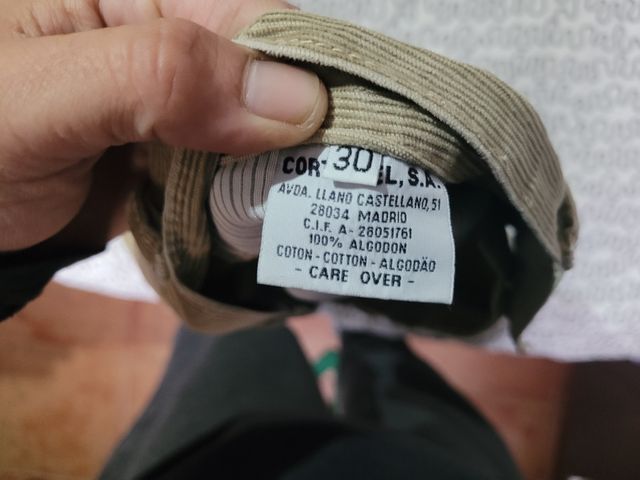 30
COR EL, S.A.
AVDA. LLANO CASTELLANO, 51
28034 MADRID
C.I.F. A-28051761
100% ALGODON
COTON-COTTON-ALGODÃO
- CARE OVER -